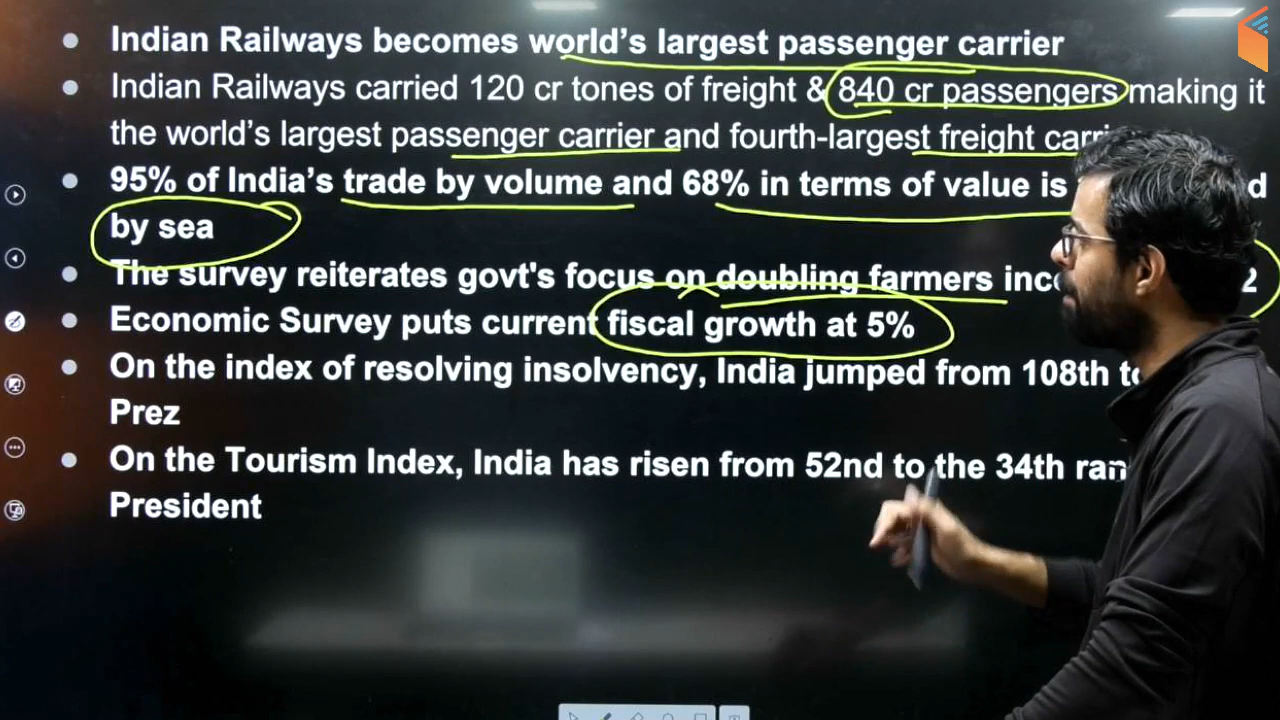 Indian Railways becomes world's largest passenger carrier
Indian Railways carried 120 cr tones of freight & 840 cr passengers making it
the world's largest passenger carrier and fourth-largest freight
95% of India's trade by volume and 68% in terms of value is
by sea
The survey reiterates govt's focus on doubling farmers
Economic Survey puts current fiscal growth at 5%
On the index of resolving insolvency, India jumped from 108th
Prez
On the Tourism Index, India has risen from 52nd to the 34th
President